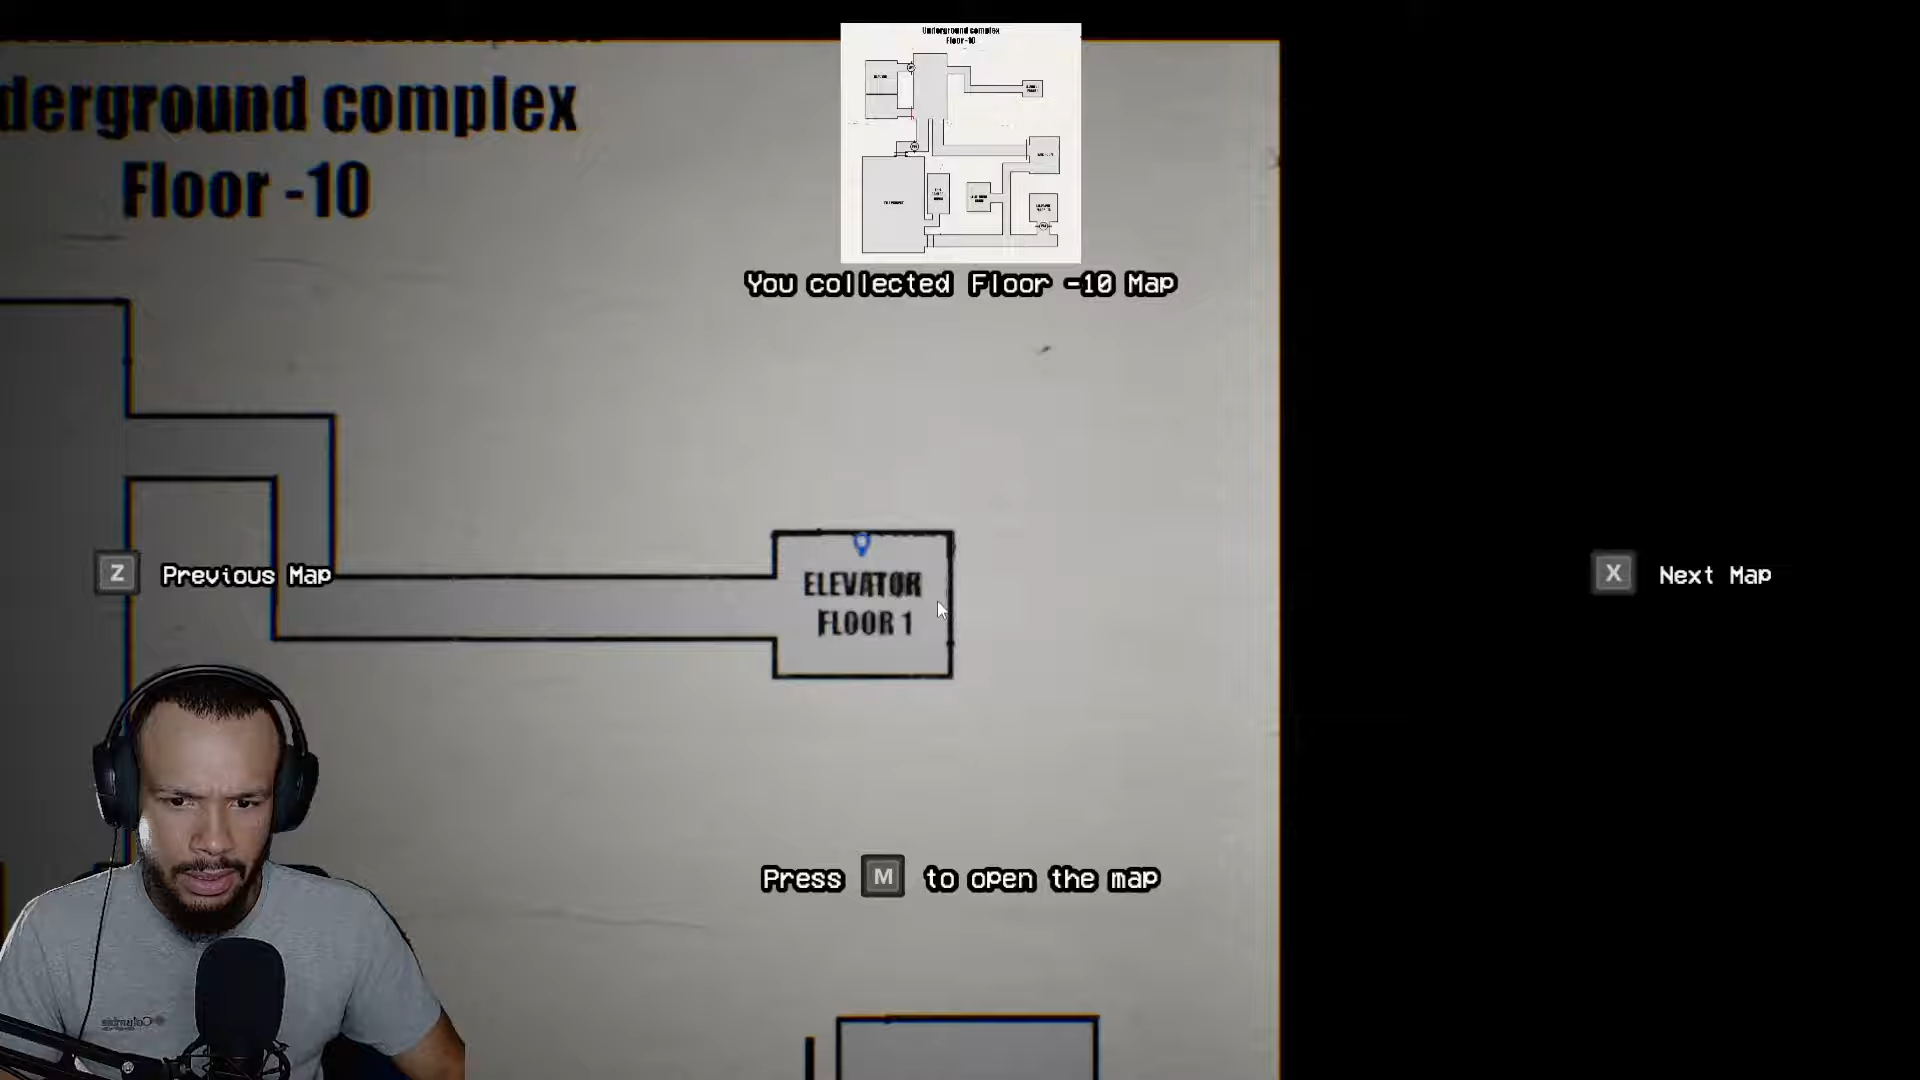 Underground complex
Floor -10
derground complex
Floor -10
You collected Floor -10 Map
Z Previous Map
X Next Map
ELEVATOR
FLOOR 1
Press M to open the map
Columbia